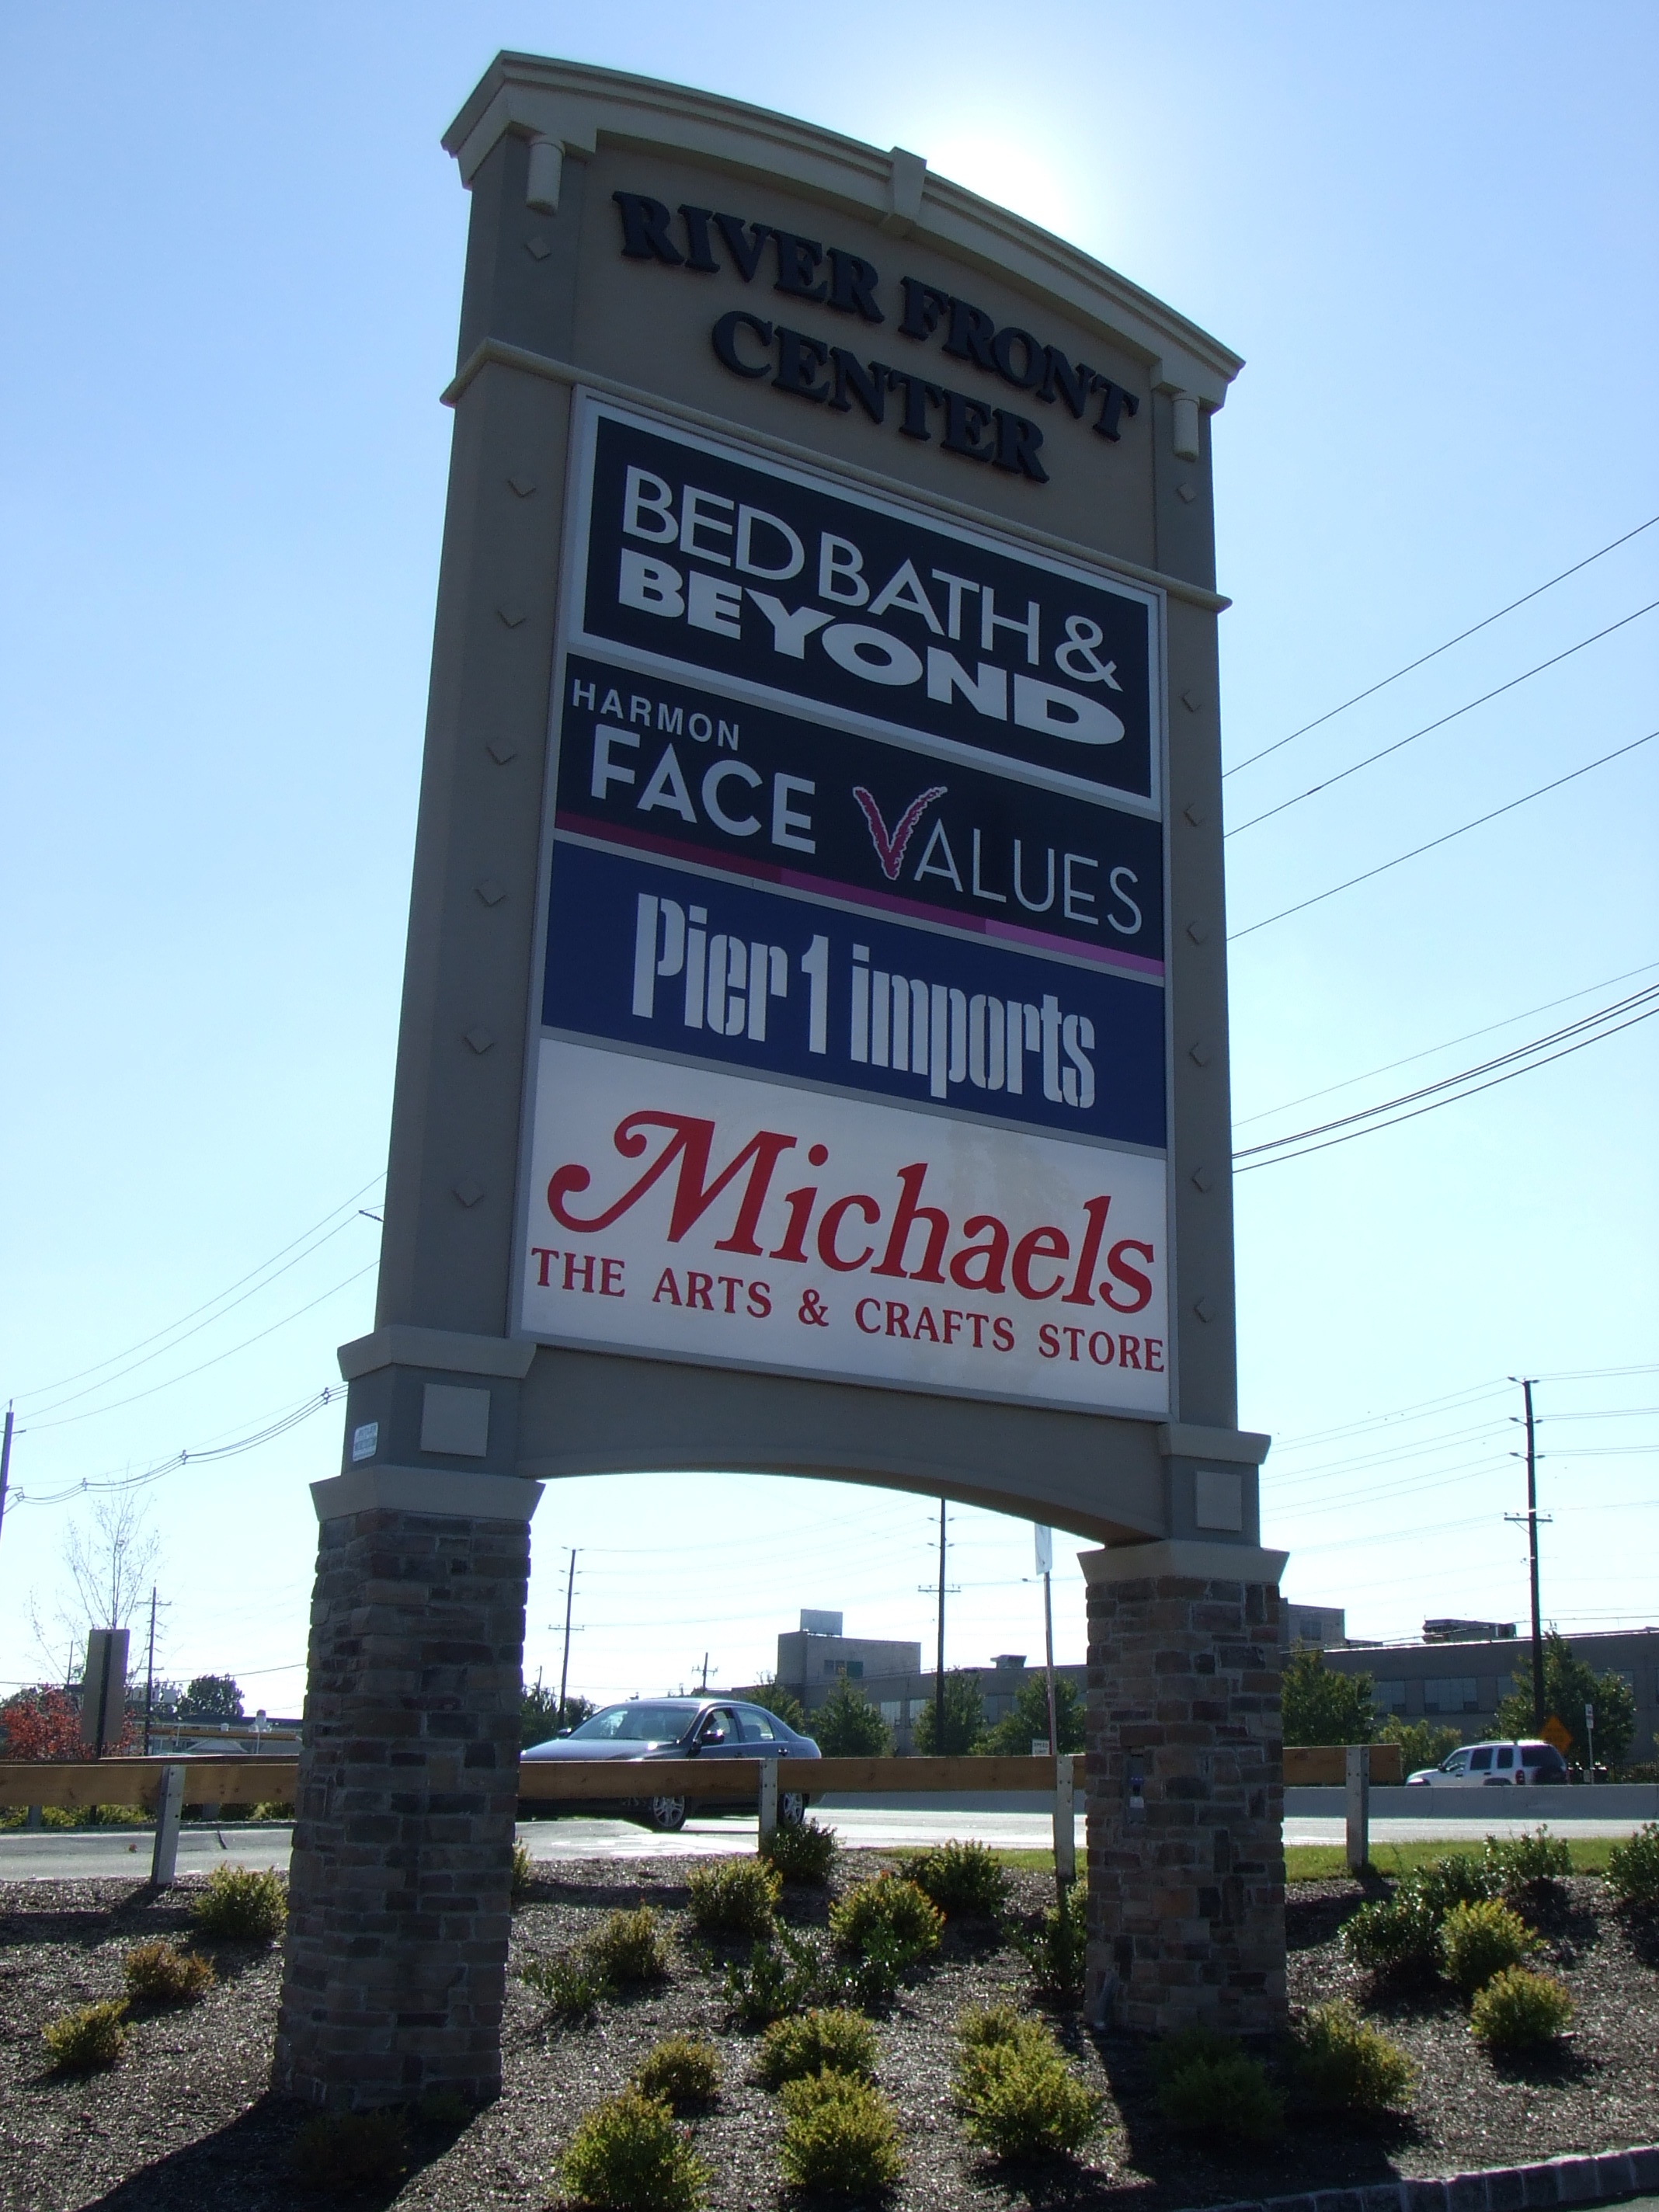 RIVER FRONT
CENTER
BED BATH &
BEYOND
HARMON
FACE VALUES
Pier 1 imports
Michaels
THE ARTS & CRAFTS STORE